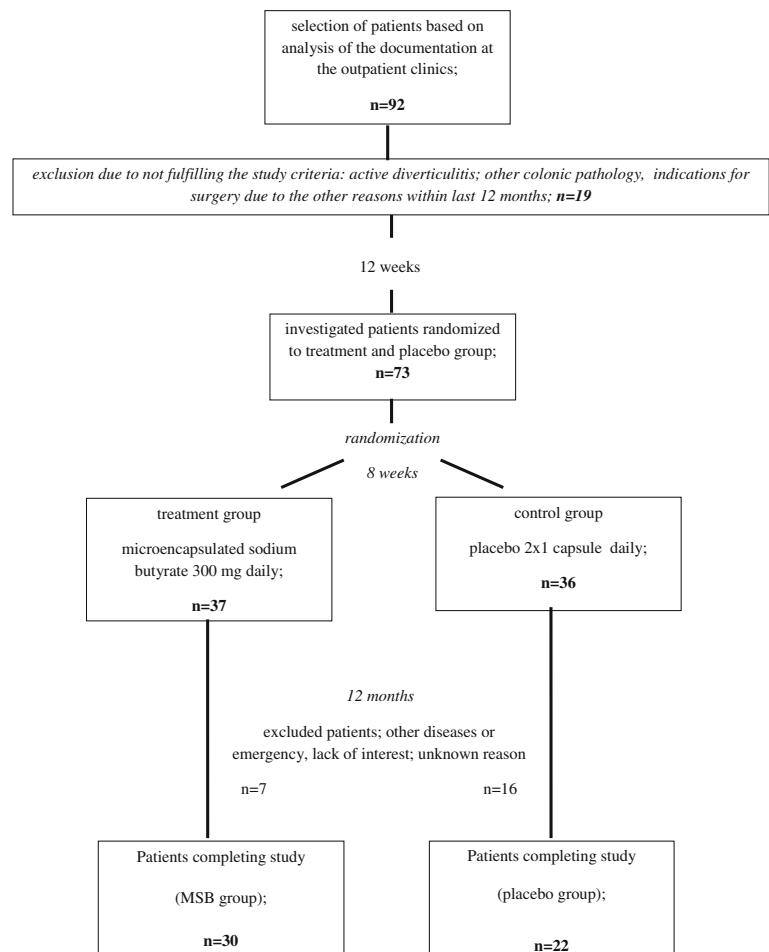 selection of patients based on
analysis of the documentation at
the outpatient clinics;
n=92
exclusion due to not fulfilling the study criteria: active diverticulitis; other colonic pathology, indications for
surgery due to the other reasons within last 12 months; n=19
12 weeks
investigated patients randomized
to treatment and placebo group;
n=73
randomization
8 weeks
treatment group
microencapsulated sodium
butyrate 300 mg daily;
n=37
control group
placebo 2x1 capsule daily;
n=36
12 months
excluded patients; other diseases or
emergency, lack of interest; unknown reason
n=7
n=16
Patients completing study
(MSB group);
n=30
Patients completing study
(placebo group);
n=22